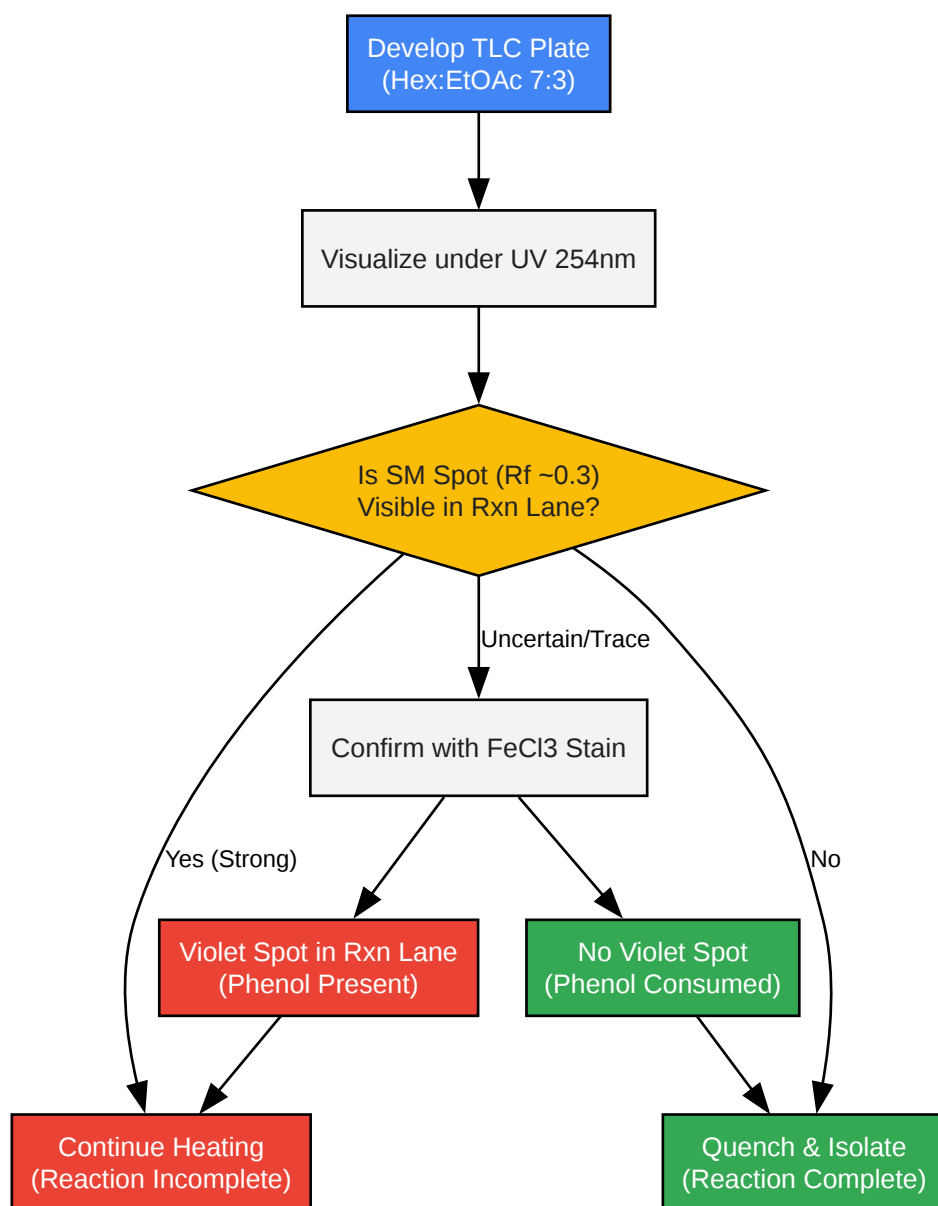 Develop TLC Plate
(Hex:EtOAc 7:3)
Visualize under UV 254nm
Is SM Spot (Rf ~0.3)
Visible in Rxn Lane?
Uncertain/Trace
Confirm with FeCl3 Stain
Yes (Strong)
No
Violet Spot in Rxn Lane
(Phenol Present)
No Violet Spot
(Phenol Consumed)
Continue Heating
(Reaction Incomplete)
Quench & Isolate
(Reaction Complete)